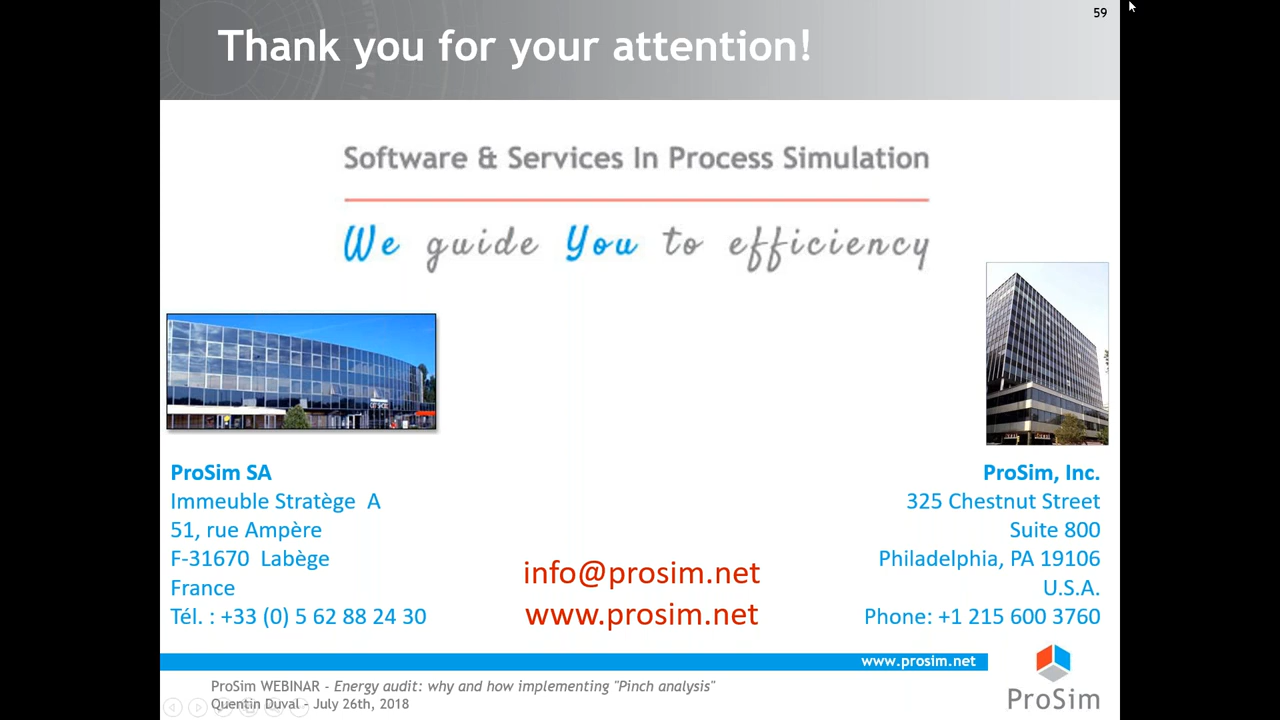 59
Thank you for your attention!
Software & Services In Process Simulation
We guide You to efficiency
ProSim SA
Immeuble Stratège A
51, rue Ampère
F-31670 Labège
France
Tél. : +33 (0) 5 62 88 24 30
info@prosim.net
www.prosim.net
ProSim, Inc.
325 Chestnut Street
Suite 800
Philadelphia, PA 19106
U.S.A.
Phone: +1 215 600 3760
www.prosim.net
ProSim WEBINAR - Energy audit: why and how implementing "Pinch analysis"
Quentin Duval - July 26th, 2018
ProSim